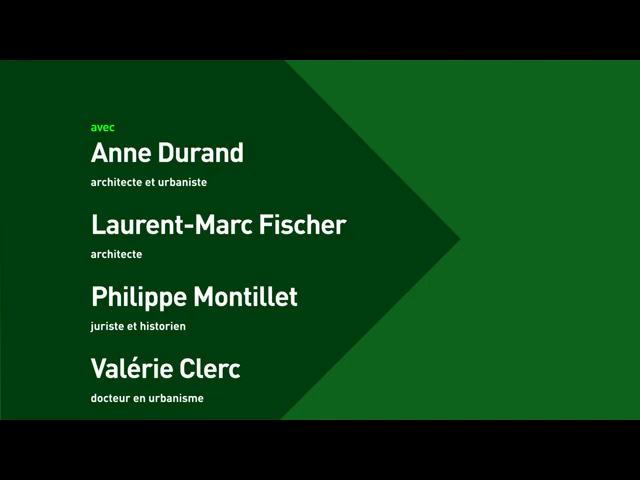 avec
Anne Durand
architecte et urbaniste
Laurent-Marc Fischer
architecte
Philippe Montillet
juriste et historien
Valérie Clerc
docteur en urbanisme